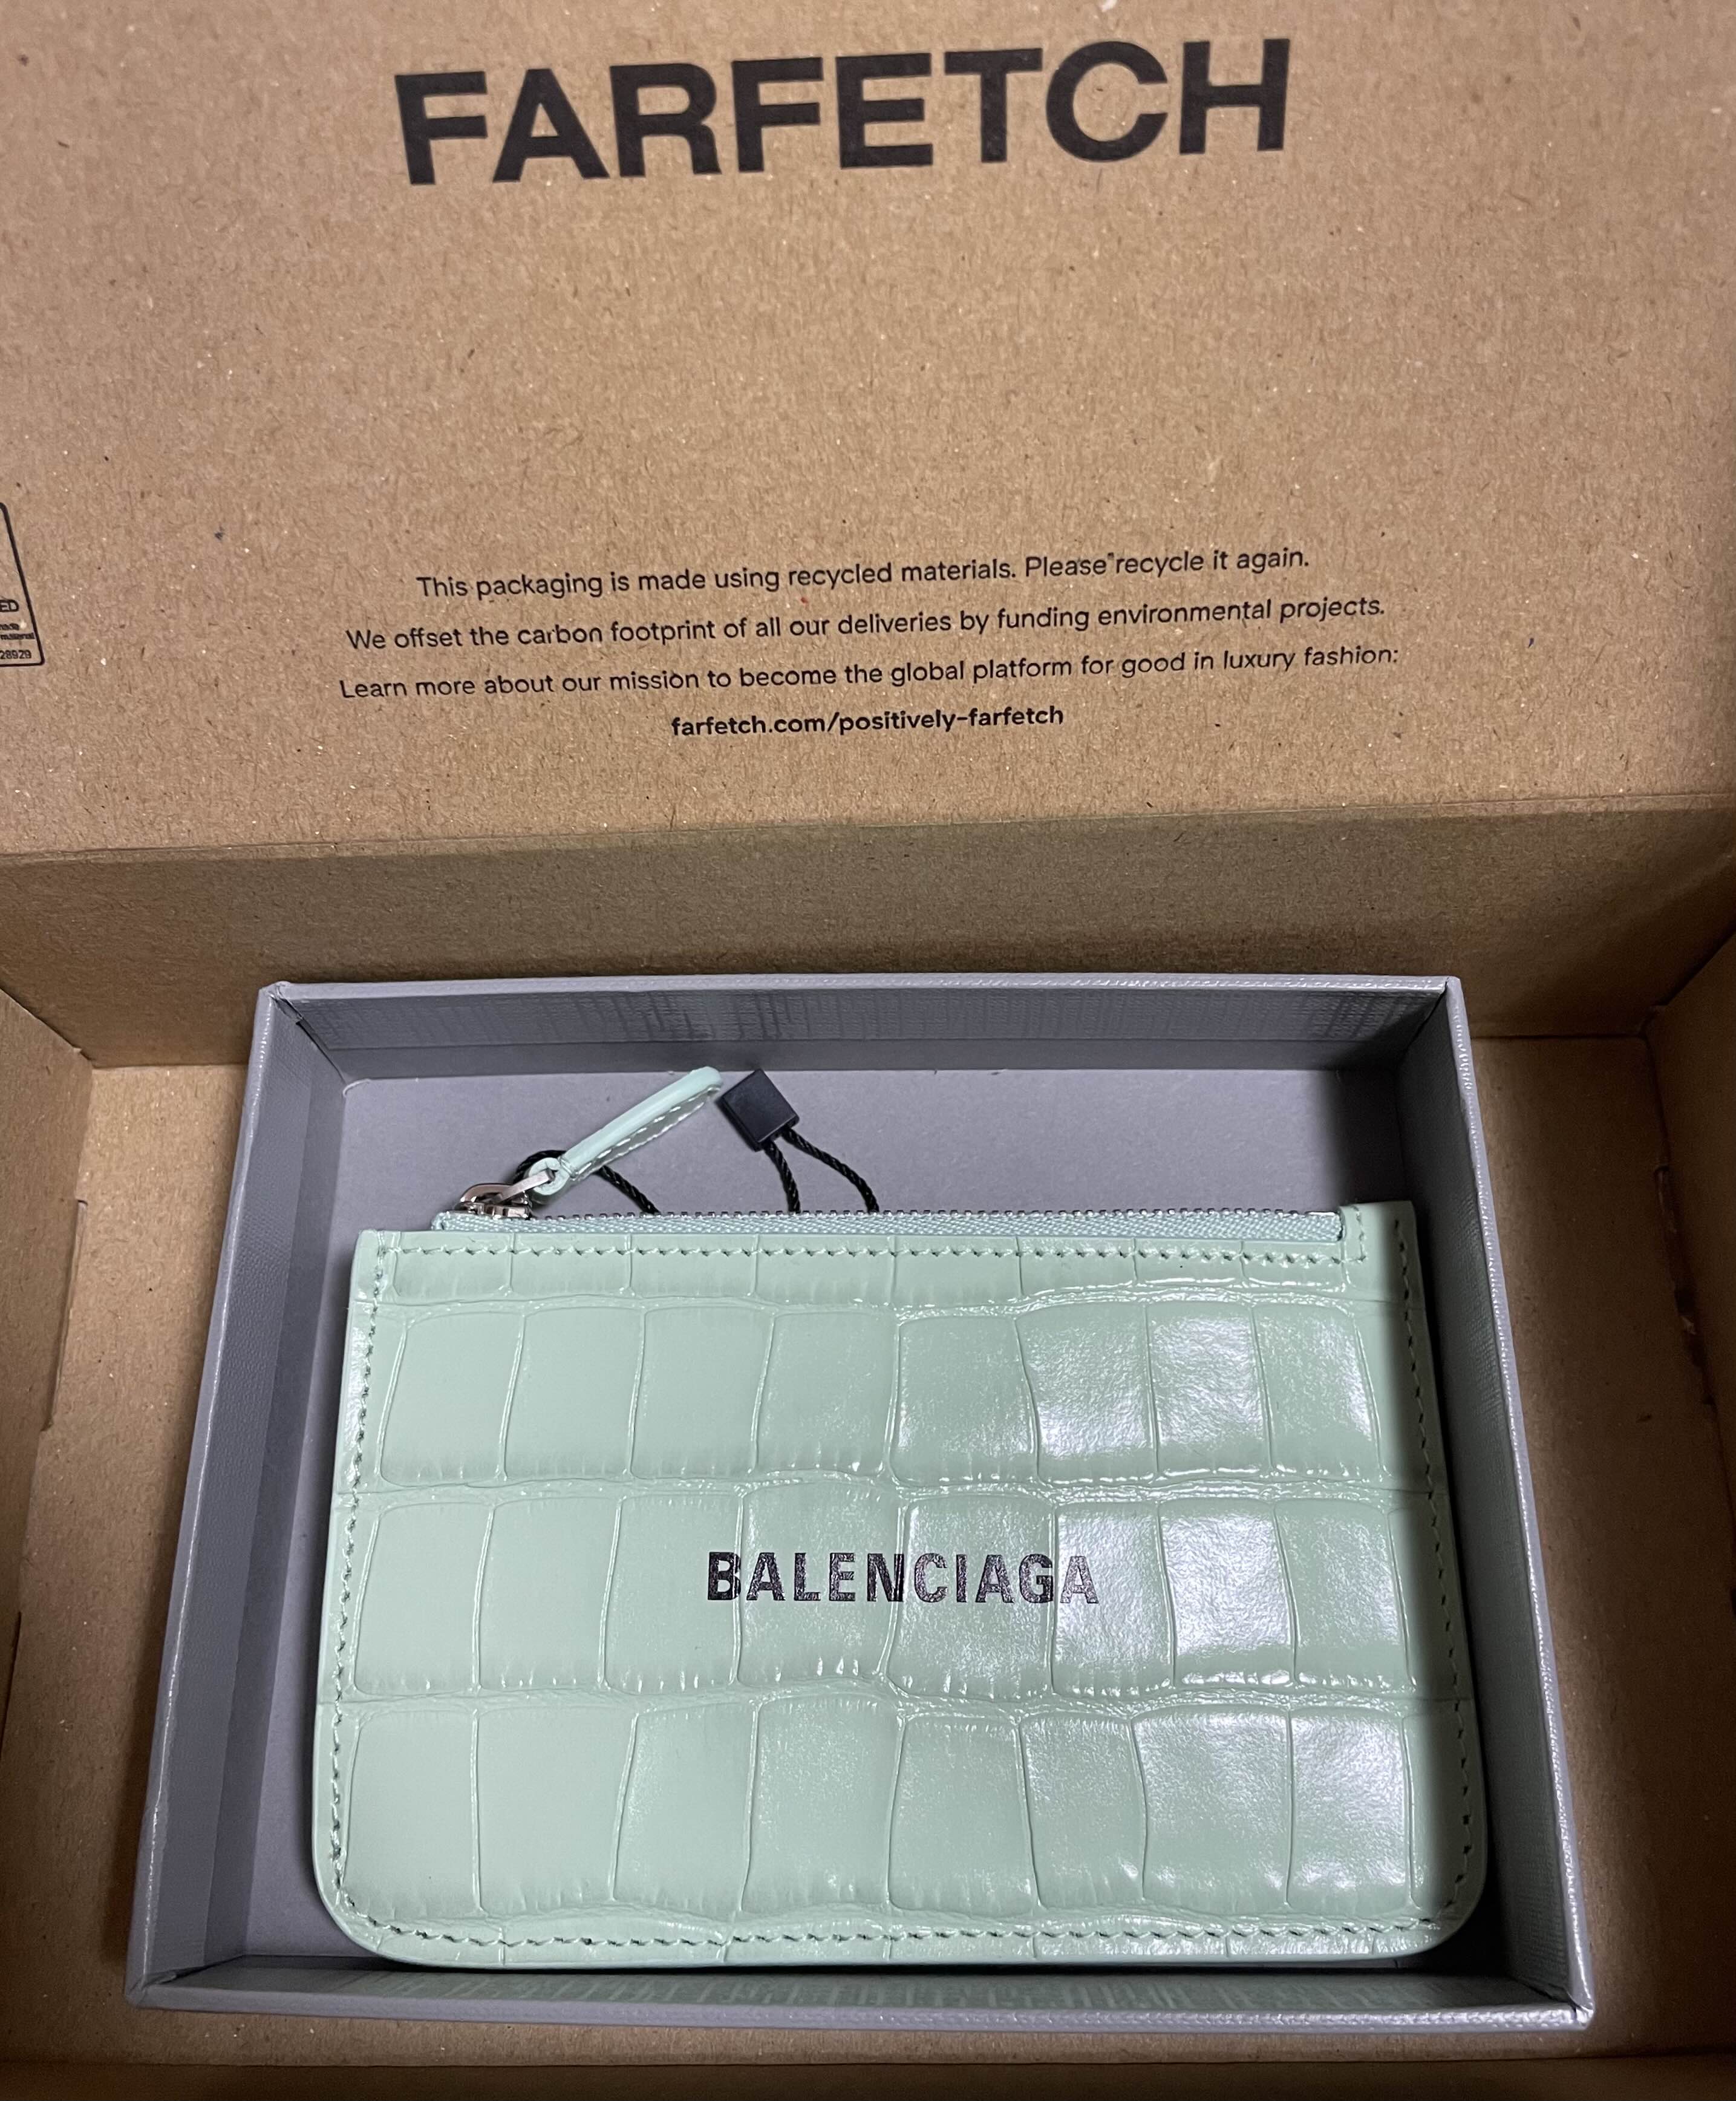 FARFETCH
This packaging is made using recycled materials. Please recycle it again.
We offset the carbon footprint of all our deliveries by funding environmental projects.
Learn more about our mission to become the global platform for good in luxury fashion:
farfetch.com/positively-farfetch
ED
28929
BALENCIAGA